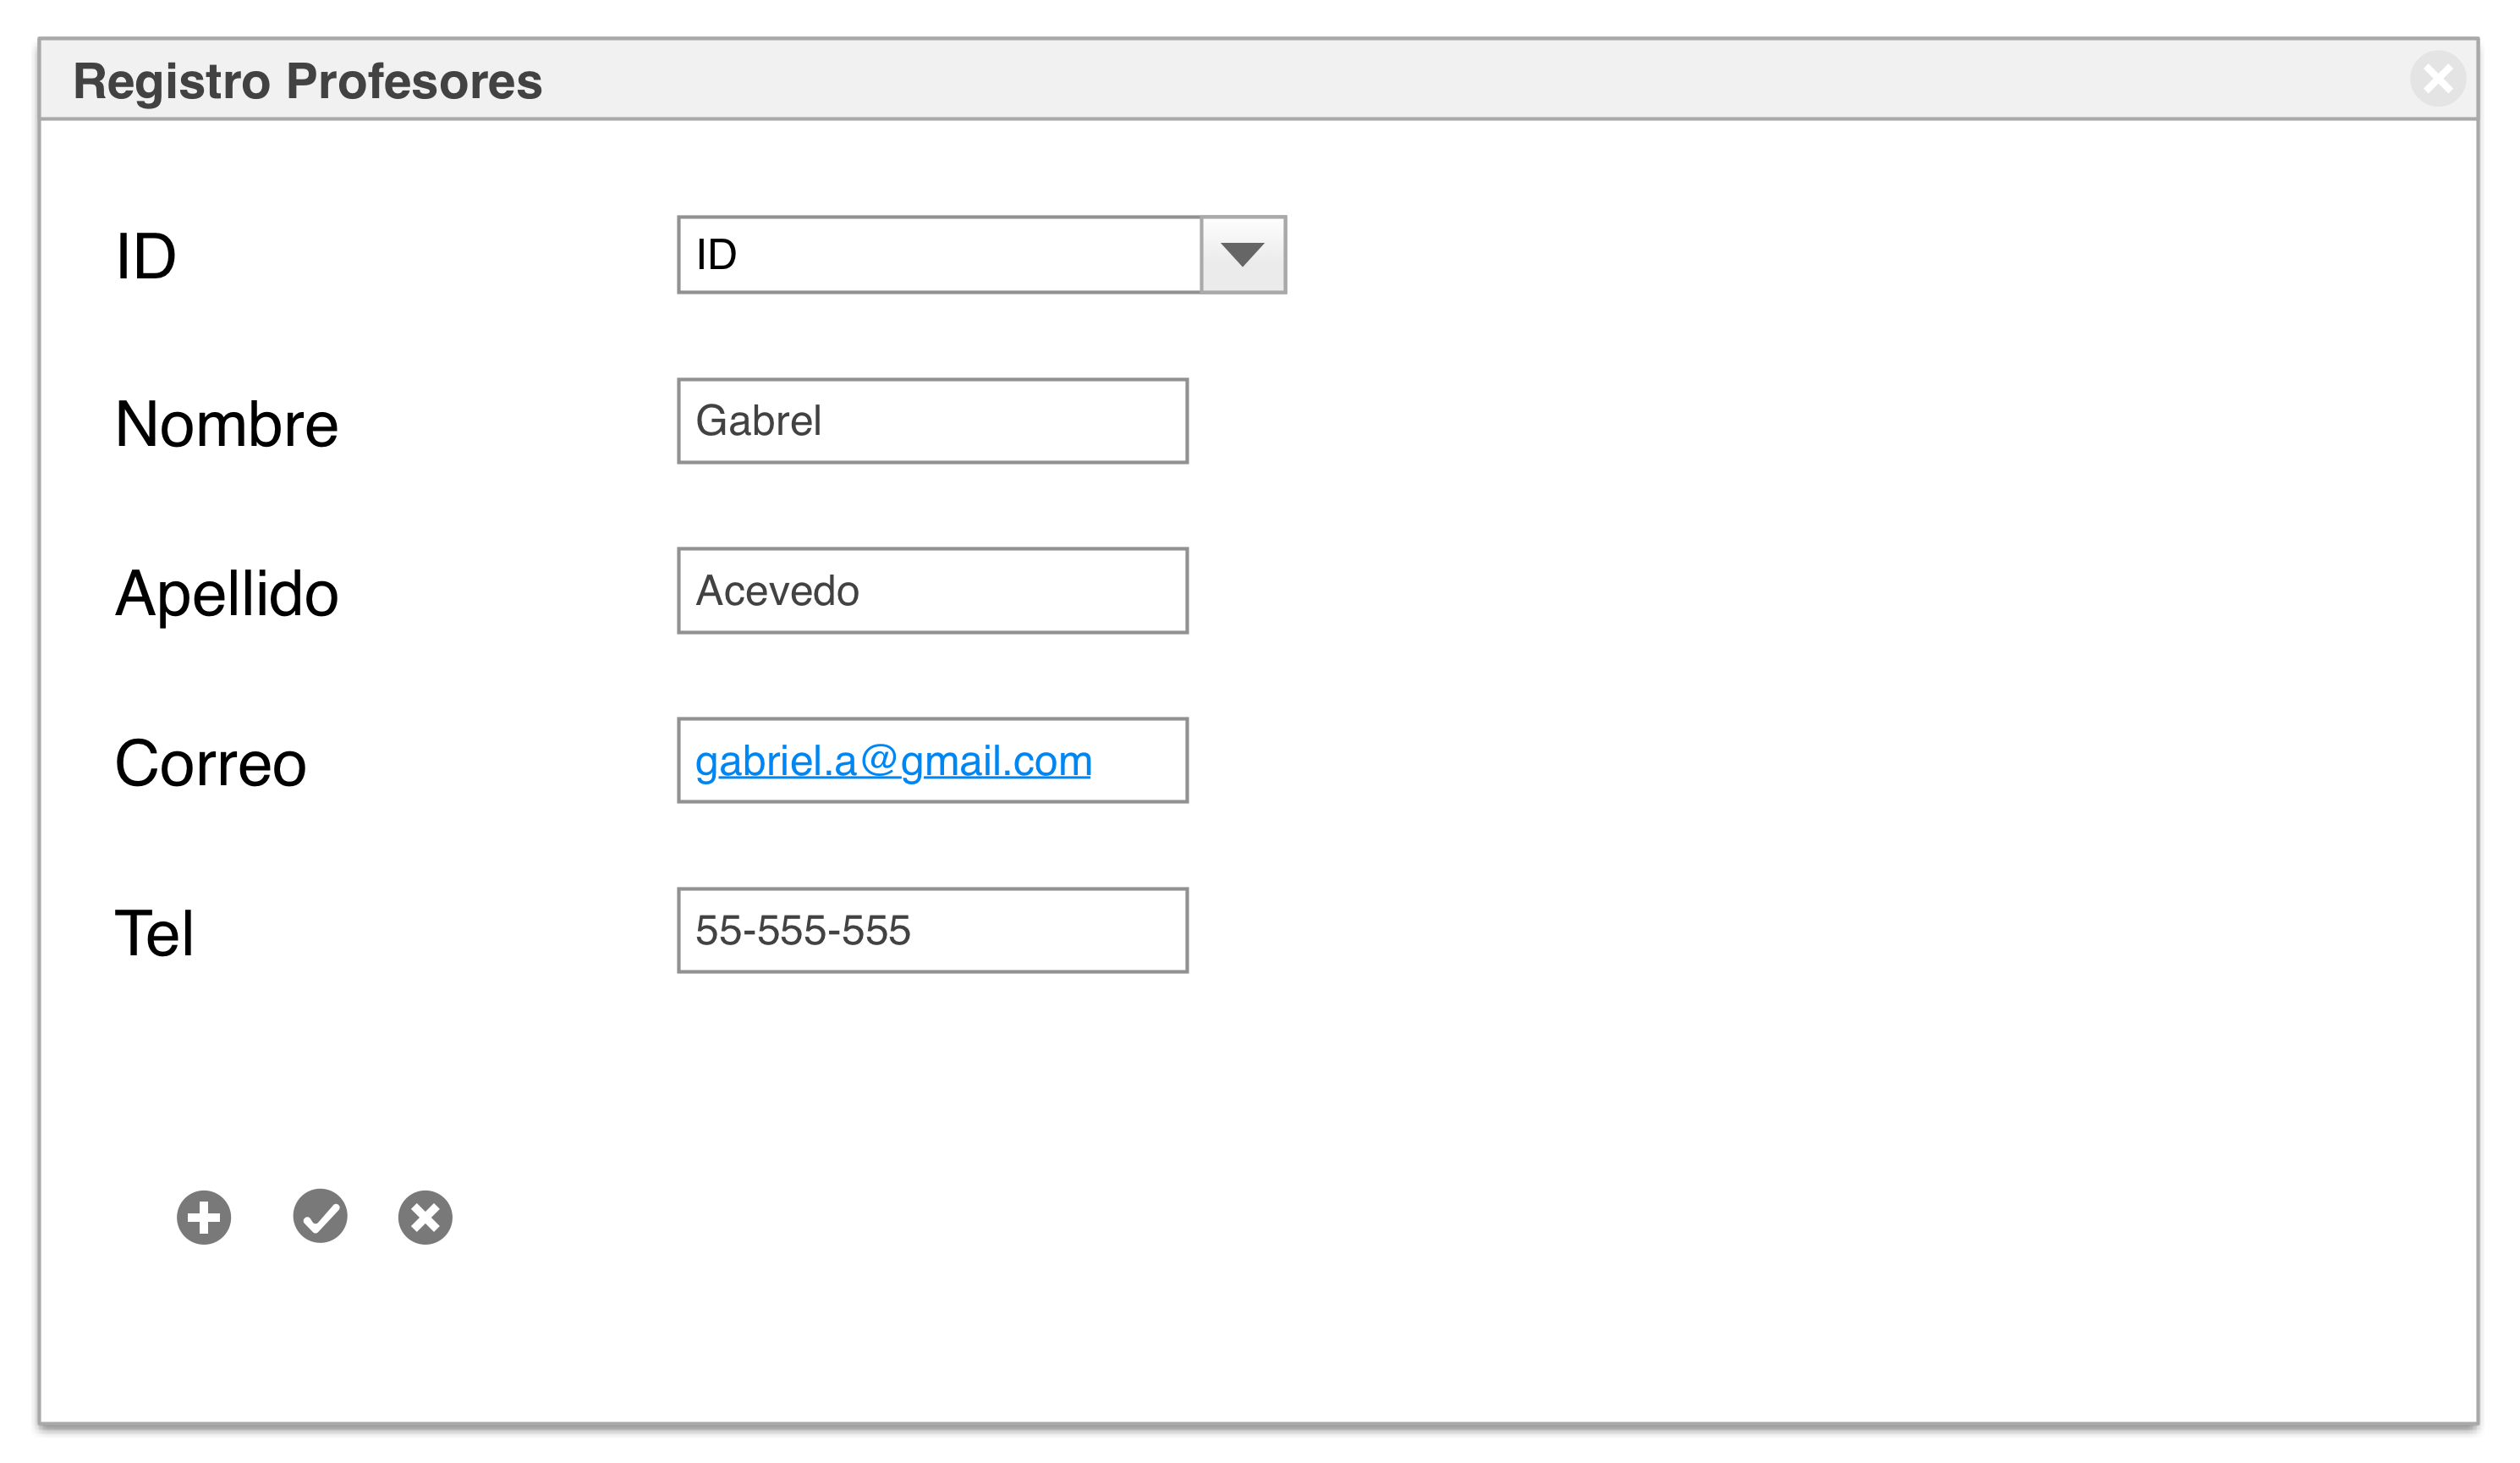 Registro Profesores
ID ID
Nombre Gabrel
Apellido Acevedo
Correo gabriel.a@gmail.com
Tel 55-555-555